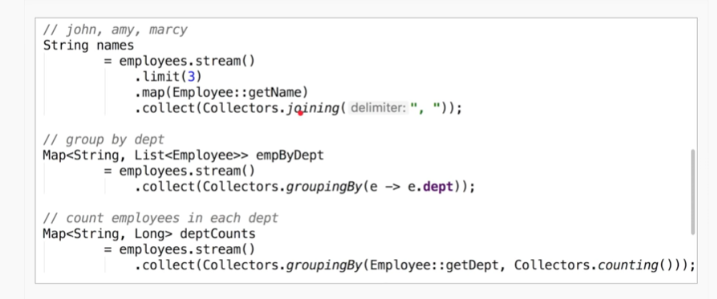 // john, amy, marcy
String names
= employees.stream()
.limit(3)
.map(Employee::getName)
.collect(Collectors.joining( delimiter: ", "));
// group by dept
Map<String, List<Employee>> empByDept
= employees.stream()
.collect(Collectors.groupingBy(e -> e.dept));
// count employees in each dept
Map<String, Long> deptCounts
= employees.stream()
.collect(Collectors.groupingBy(Employee::getDept, Collectors.counting()));